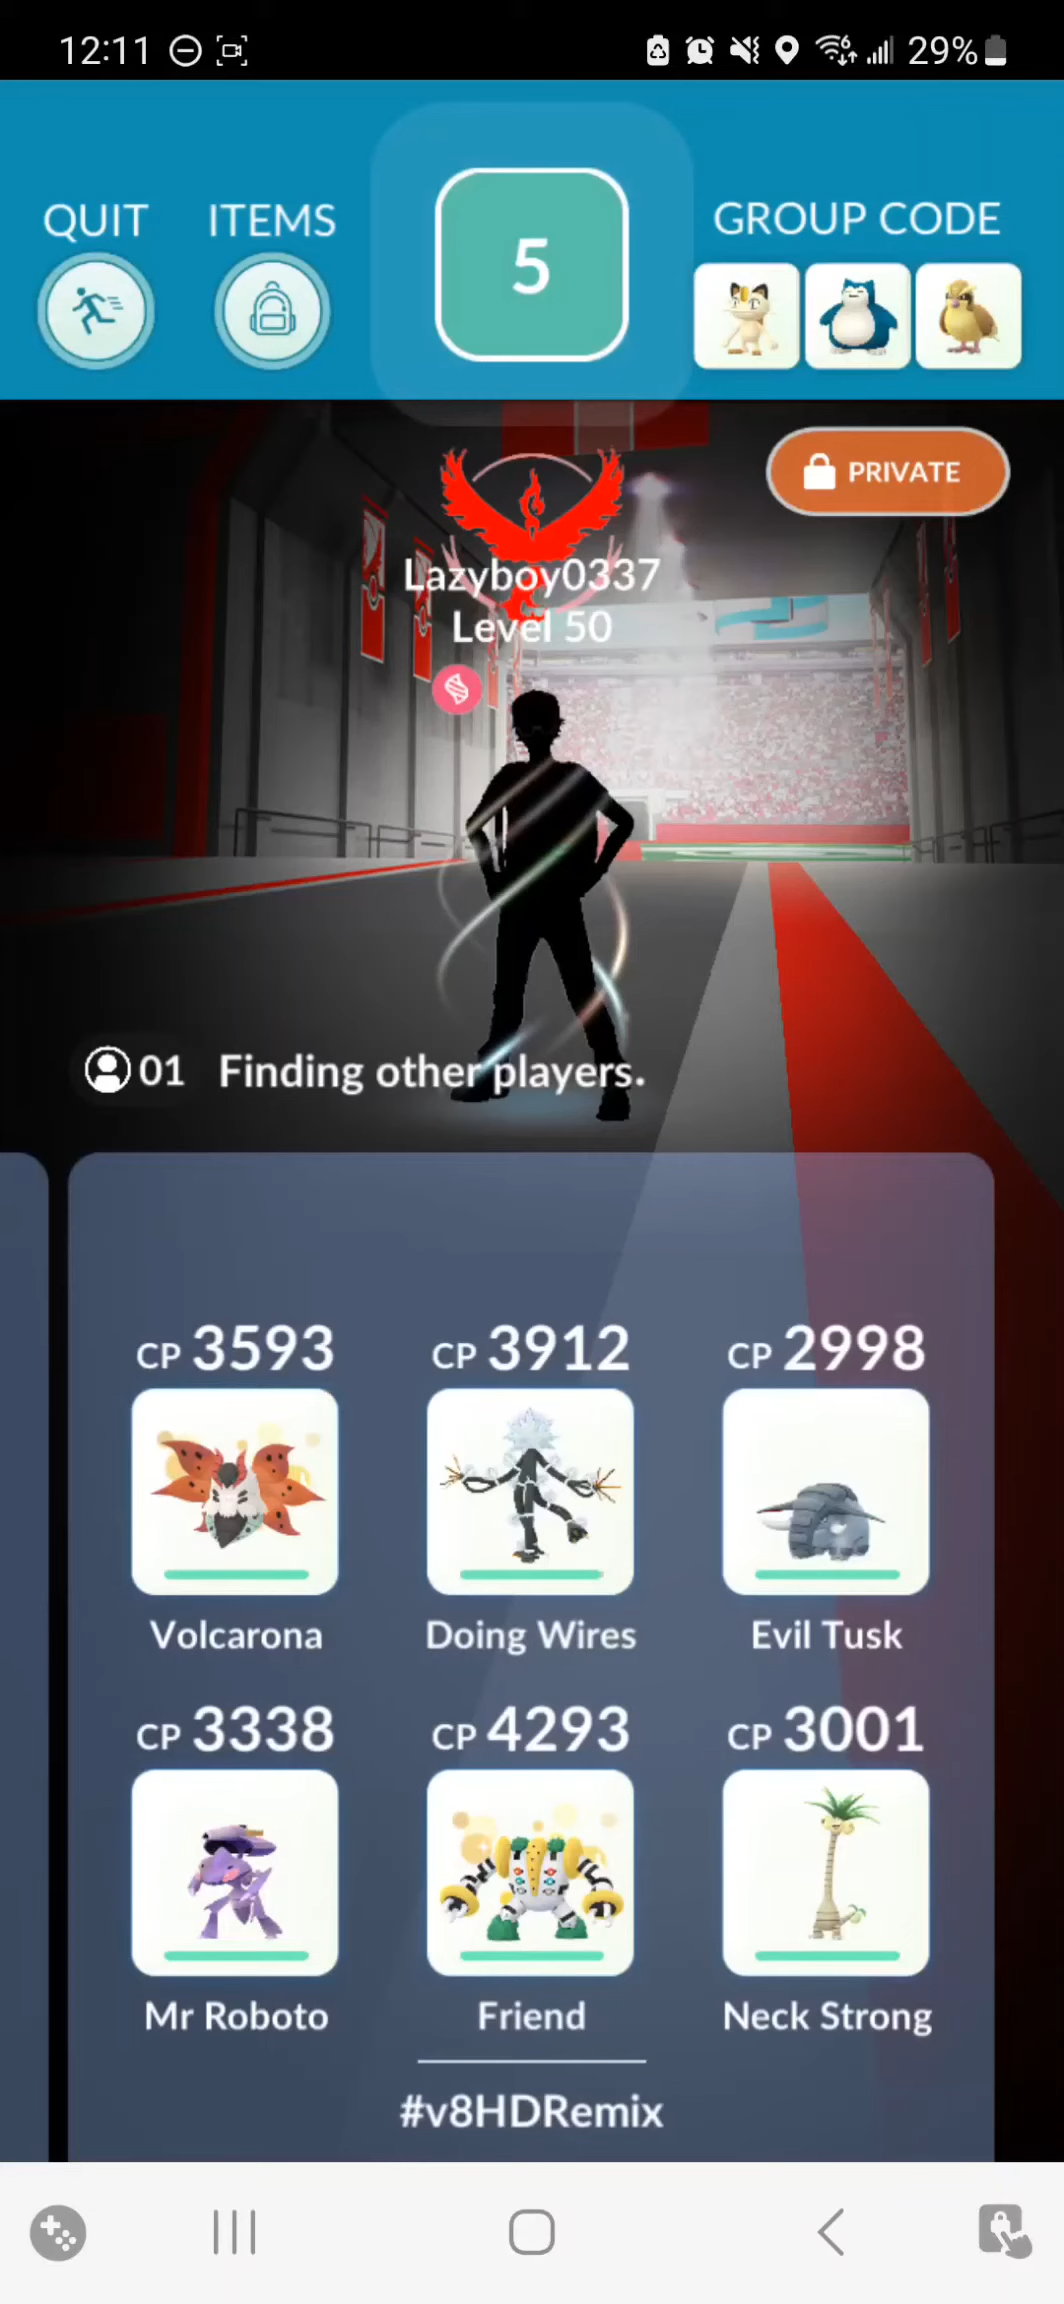 12:11
6
29%
QUIT
ITEMS
5
GROUP CODE
PRIVATE
Lazyboy0337
Level 50
01 Finding other players.
CP 3593
CP 3912
CP 2998
Volcarona
Doing Wires
Evil Tusk
CP 3338
CP 4293
CP 3001
Mr Roboto
Friend
Neck Strong
#v8HDRemix